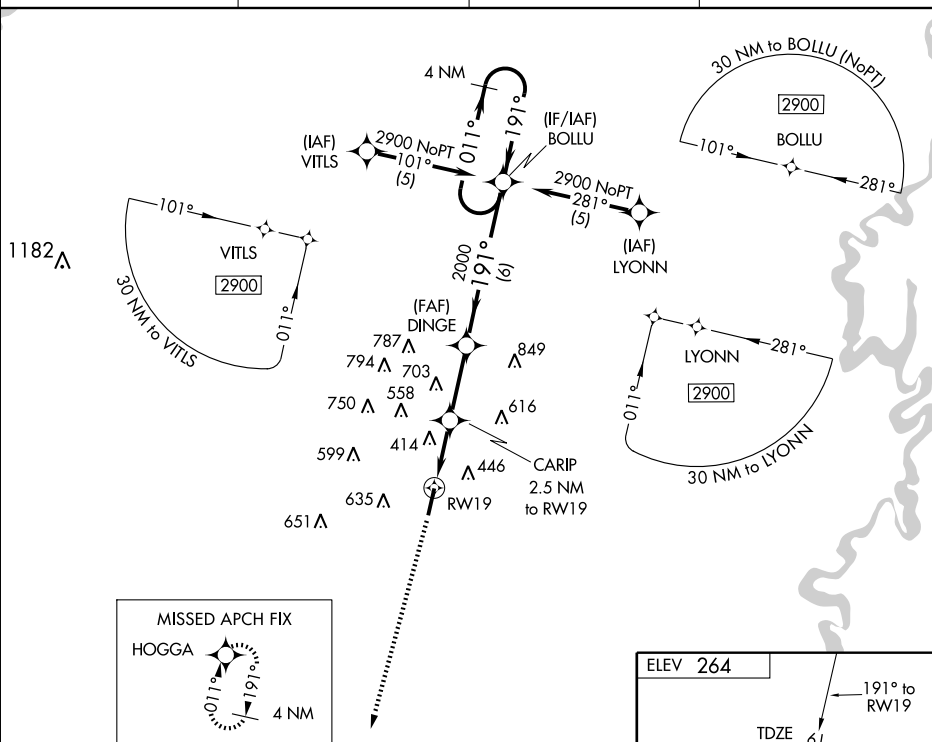 4 NM
011°
191°
(IF/IAF)
BOLLU
(IAF)
VITLS
2900 NoPT
101°
(5)
2900 NoPT
281°
(5)
(IAF)
LYONN
30 NM to BOLLU (NoPT)
2900
BOLLU
101°
281°
1182
101°
VITLS
2900
011°
30 NM to VITLS
2000
191°
(6)
(FAF)
DINGE
787
794
703
849
750
558
616
414
599
446
CARIP
2.5 NM
to RW19
635
RW19
651
LYONN
281°
2900
011°
30 NM to LYONN
MISSED APCH FIX
HOGGA
011°
191°
4 NM
ELEV 264
191° to
RW19
TDZE